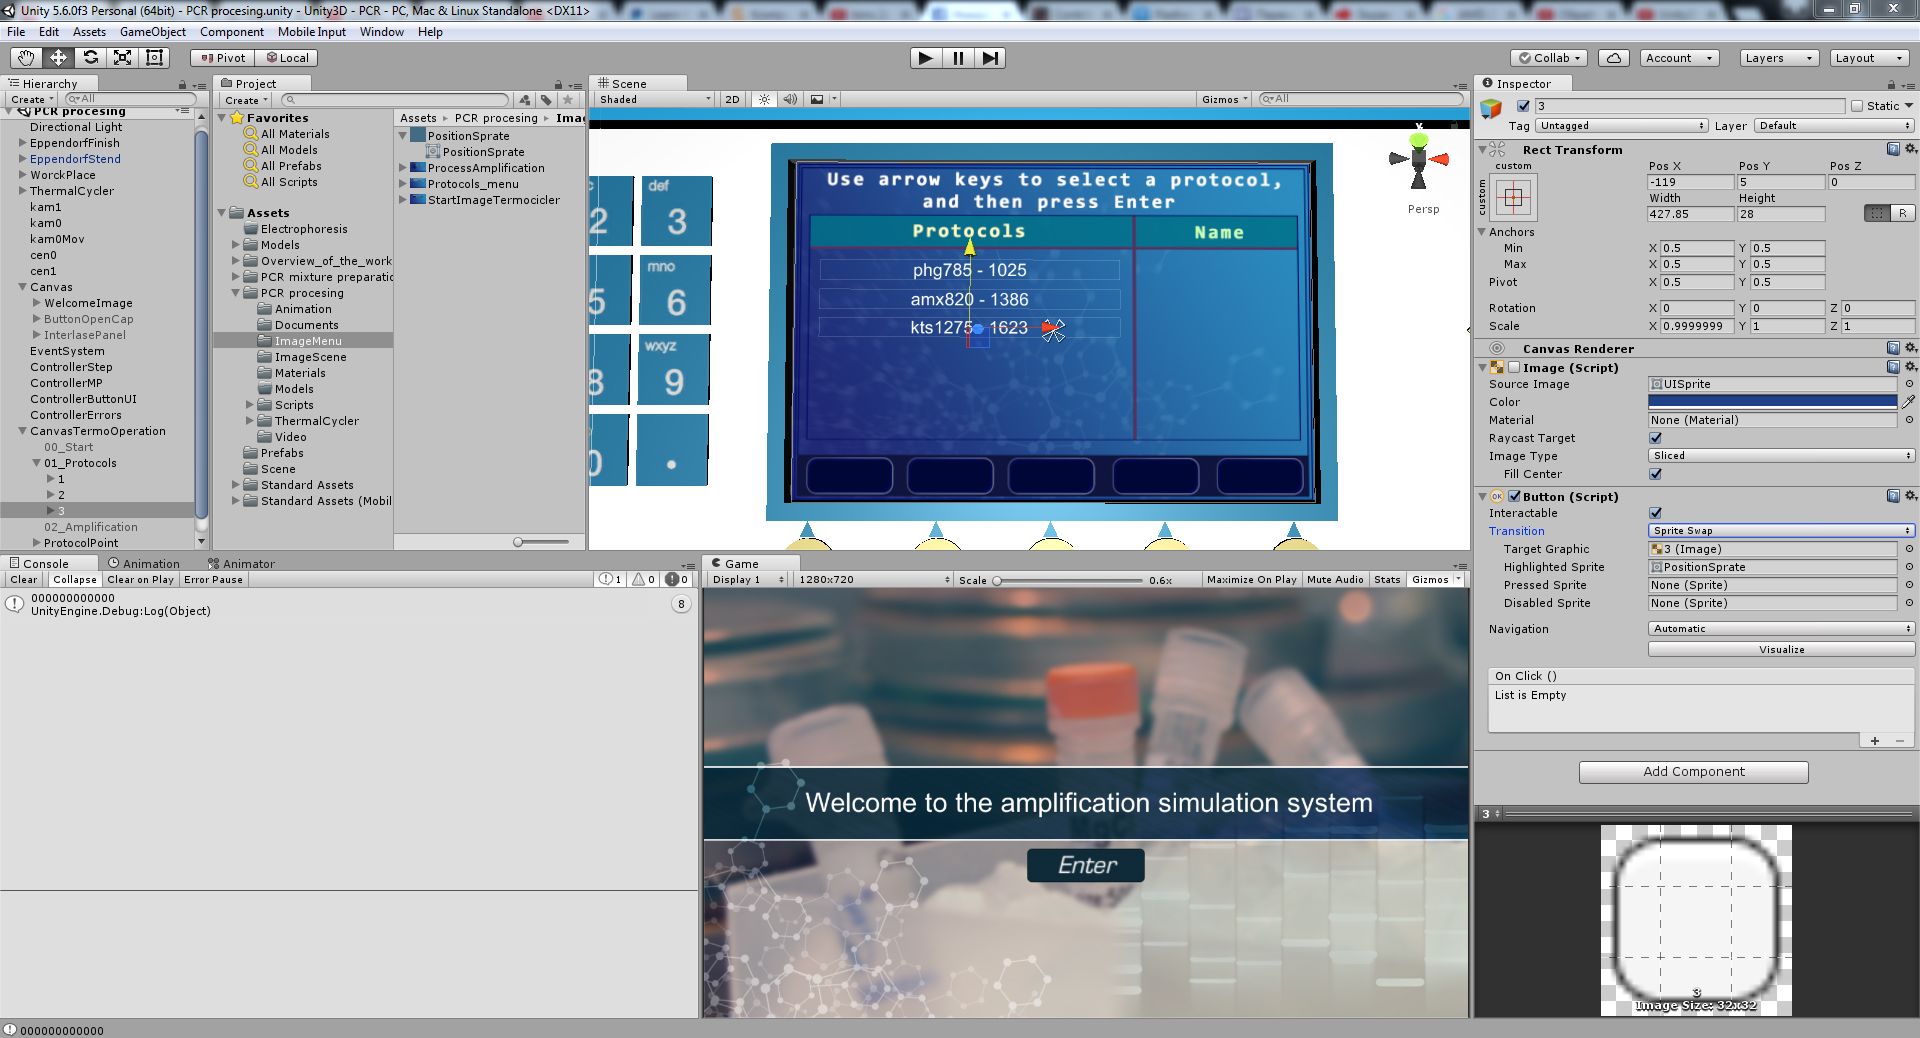 Unity 5.6.0f3 Personal (64bit) - PCR procesing.unity - Unity3D - PCR - PC, Mac & Linux Standalone <DX11>
File Edit Assets GameObject Component Mobile Input Window Help
Pivot Local Collab Account Layers Layout
Hierarchy
Create All
PCR procesing
Directional Light
EppendorfFinish
EppendorfStend
WorckPlace
ThermalCycler
kam1
kam0
kam0Mov
cen0
cen1
Canvas
WelcomeImage
ButtonOpenCap
InterlasePanel
EventSystem
ControllerStep
ControllerMP
ControllerButtonUI
ControllerErrors
CanvasTermoOperation
00_Start
01_Protocols
1
2
3
02_Amplification
ProtocolPoint
Project
Create
Favorites
All Materials
All Models
All Prefabs
All Scripts
Assets
Electrophoresis
Models
Overview_of_the_work
PCR mixture preparatic
PCR procesing
Animation
Documents
ImageMenu
ImageScene
Materials
Models
Scripts
ThermalCycler
Video
Prefabs
Scene
Standard Assets
Standard Assets (Mobil
Assets PCR procesing Imag
PositionSprate
PositionSprate
ProcessAmplification
Protocols_menu
StartImageTermocicler
Scene
Shaded 2D Gizmos All
def
2 3
mno
5 6
wxyz
8 9
0 .
Use arrow keys to select a protocol,
and then press Enter
Protocols Name
phg785 - 1025
amx820 - 1386
kts1275 - 1623
y
Persp
Inspector
3 Static
Tag Untagged Layer Default
Rect Transform
custom Pos X Pos Y Pos Z
custom -119 5 0
Width Height
427.85 28 R
Anchors
Min X 0.5 Y 0.5
Max X 0.5 Y 0.5
Pivot X 0.5 Y 0.5
Rotation X 0 Y 0 Z 0
Scale X 0.9999999 Y 1 Z 1
Canvas Renderer
Image (Script)
Source Image UISprite
Color
Material None (Material)
Raycast Target
Image Type Sliced
Fill Center
Button (Script)
Interactable
Transition Sprite Swap
Target Graphic 3 (Image)
Highlighted Sprite PositionSprate
Pressed Sprite None (Sprite)
Disabled Sprite None (Sprite)
Navigation Automatic
Visualize
On Click ()
List is Empty
Add Component
3
3
Image Size: 32x32
Console Animation Animator
Clear Collapse Clear on Play Error Pause 1 0 0
000000000000
UnityEngine.Debug:Log(Object) 8
Game
Display 1 1280x720 Scale 0.6x Maximize On Play Mute Audio Stats Gizmos
Welcome to the amplification simulation system
Enter
000000000000